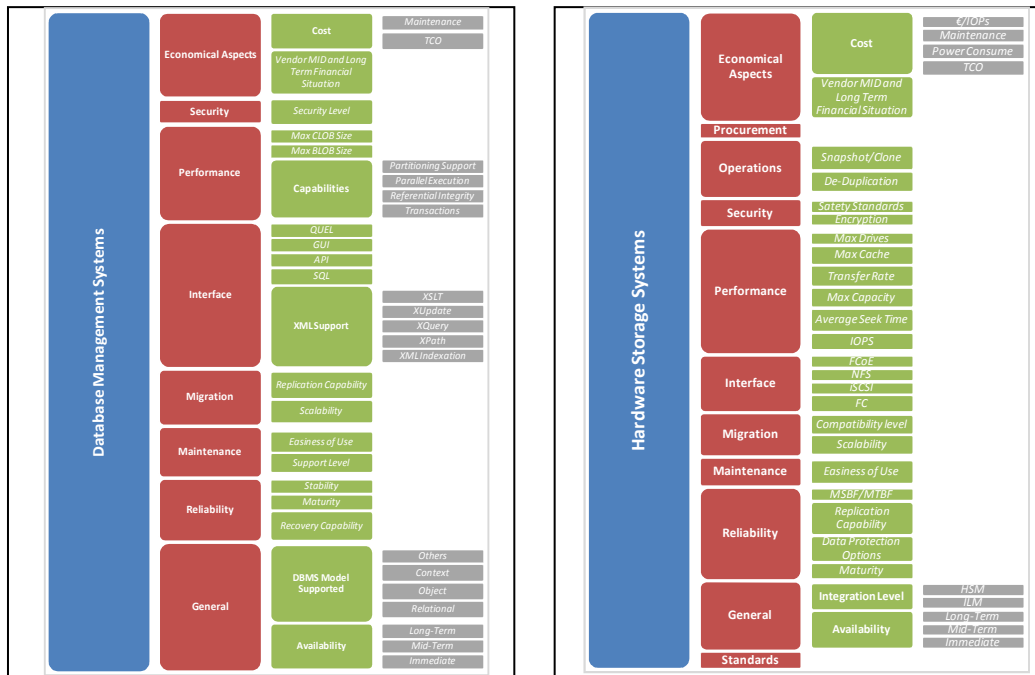 Database Management Systems
Economical Aspects
Cost
Maintenance
TCO
Vendor MID and Long
Term Financial
Situation
Security
Security Level
Performance
Max CLOB Size
Max BLOB Size
Capabilities
Partitioning Support
Parallel Execution
Referential Integrity
Transactions
Interface
QUEL
GUI
API
SQL
XMLSupport
XSLT
XUpdate
XQuery
XPath
XMLIndexation
Migration
Replication Capability
Scalability
Maintenance
Easiness of Use
Support Level
Reliability
Stability
Maturity
Recovery Capability
General
DBMS Model
Supported
Others
Context
Object
Relational
Availability
Long-Term
Mid-Term
Immediate
Hardware Storage Systems
Economical
Aspects
Cost
€/IOPs
Maintenance
Power Consume
TCO
Vendor MID and
Long Term
Financial Situation
Procurement
Operations
Snapshot/Clone
De-Duplication
Security
Safety Standards
Encryption
Performance
Max Drives
Max Cache
Transfer Rate
Max Capacity
Average Seek Time
IOPS
Interface
FCoE
NFS
iSCSI
FC
Migration
Compatibility level
Scalability
Maintenance
Easiness of Use
Reliability
MSBF/MTBF
Replication
Capability
Data Protection
Options
Maturity
General
Integration Level
HSM
ILM
Availability
Long-Term
Mid-Term
Immediate
Standards